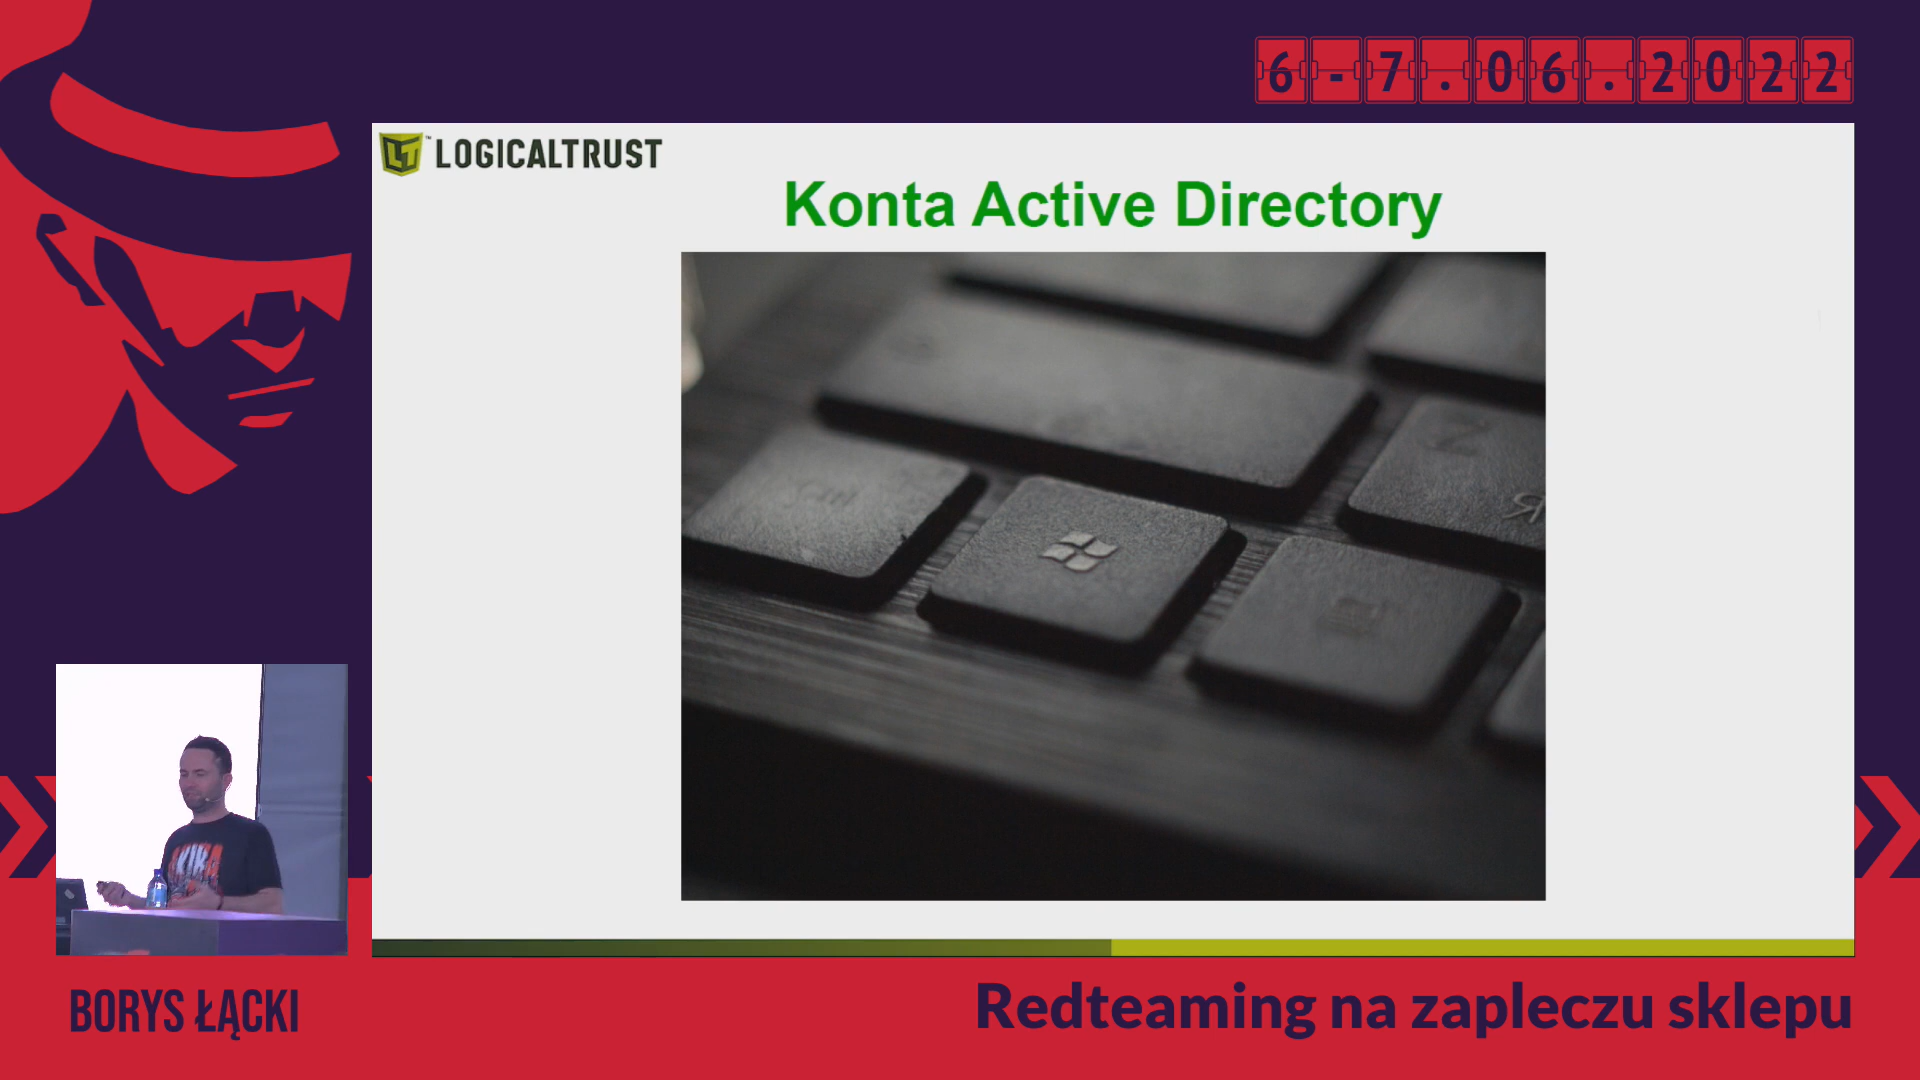 6-7.06.2022
LOGICALTRUST
Konta Active Directory
BORYS ŁĄCKI
Redteaming na zapleczu sklepu